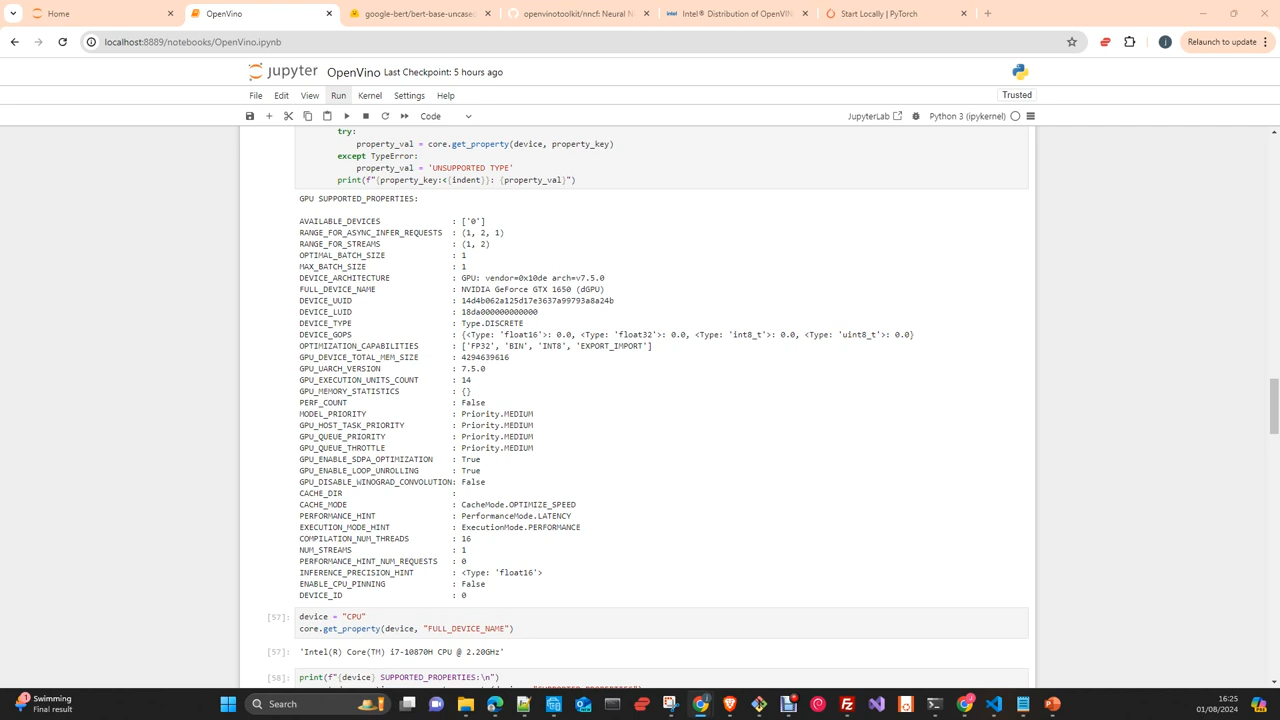 Home
OpenVino
google-bert/bert-base-uncase
openvinotoolkit/nncf: Neural N
Intel® Distribution of OpenVIN
Start Locally | PyTorch
localhost:8889/notebooks/OpenVino.ipynb
Relaunch to update
jupyter OpenVino Last Checkpoint: 5 hours ago
File Edit View Run Kernel Settings Help
Trusted
Code
JupyterLab
Python 3 (ipykernel)
try:
property_val = core.get_property(device, property_key)
except TypeError:
property_val = 'UNSUPPORTED TYPE'
print(f"{property_key:<{indent}}: {property_val}")
GPU SUPPORTED_PROPERTIES:
AVAILABLE_DEVICES : ['0']
RANGE_FOR_ASYNC_INFER_REQUESTS : (1, 2, 1)
RANGE_FOR_STREAMS : (1, 2)
OPTIMAL_BATCH_SIZE : 1
MAX_BATCH_SIZE : 1
DEVICE_ARCHITECTURE : GPU: vendor=0x10de arch=v7.5.0
FULL_DEVICE_NAME : NVIDIA GeForce GTX 1650 (dGPU)
DEVICE_UUID : 14d4b062a125d17e3637a99793a8a24b
DEVICE_LUID : 18da000000000000
DEVICE_TYPE : Type.DISCRETE
DEVICE_GOPS : {<Type: 'float16'>: 0.0, <Type: 'float32'>: 0.0, <Type: 'int8_t'>: 0.0, <Type: 'uint8_t'>: 0.0}
OPTIMIZATION_CAPABILITIES : ['FP32', 'BIN', 'INT8', 'EXPORT_IMPORT']
GPU_DEVICE_TOTAL_MEM_SIZE : 4294639616
GPU_UARCH_VERSION : 7.5.0
GPU_EXECUTION_UNITS_COUNT : 14
GPU_MEMORY_STATISTICS : {}
PERF_COUNT : False
MODEL_PRIORITY : Priority.MEDIUM
GPU_HOST_TASK_PRIORITY : Priority.MEDIUM
GPU_QUEUE_PRIORITY : Priority.MEDIUM
GPU_QUEUE_THROTTLE : Priority.MEDIUM
GPU_ENABLE_SDPA_OPTIMIZATION : True
GPU_ENABLE_LOOP_UNROLLING : True
GPU_DISABLE_WINOGRAD_CONVOLUTION: False
CACHE_DIR :
CACHE_MODE : CacheMode.OPTIMIZE_SPEED
PERFORMANCE_HINT : PerformanceMode.LATENCY
EXECUTION_MODE_HINT : ExecutionMode.PERFORMANCE
COMPILATION_NUM_THREADS : 16
NUM_STREAMS : 1
PERFORMANCE_HINT_NUM_REQUESTS : 0
INFERENCE_PRECISION_HINT : <Type: 'float16'>
ENABLE_CPU_PINNING : False
DEVICE_ID : 0
[57]: device = "CPU"
core.get_property(device, "FULL_DEVICE_NAME")
[57]: 'Intel(R) Core(TM) i7-10870H CPU @ 2.20GHz'
[58]: print(f"{device} SUPPORTED_PROPERTIES:\n")
Swimming
Final result
Search
16:25
01/08/2024